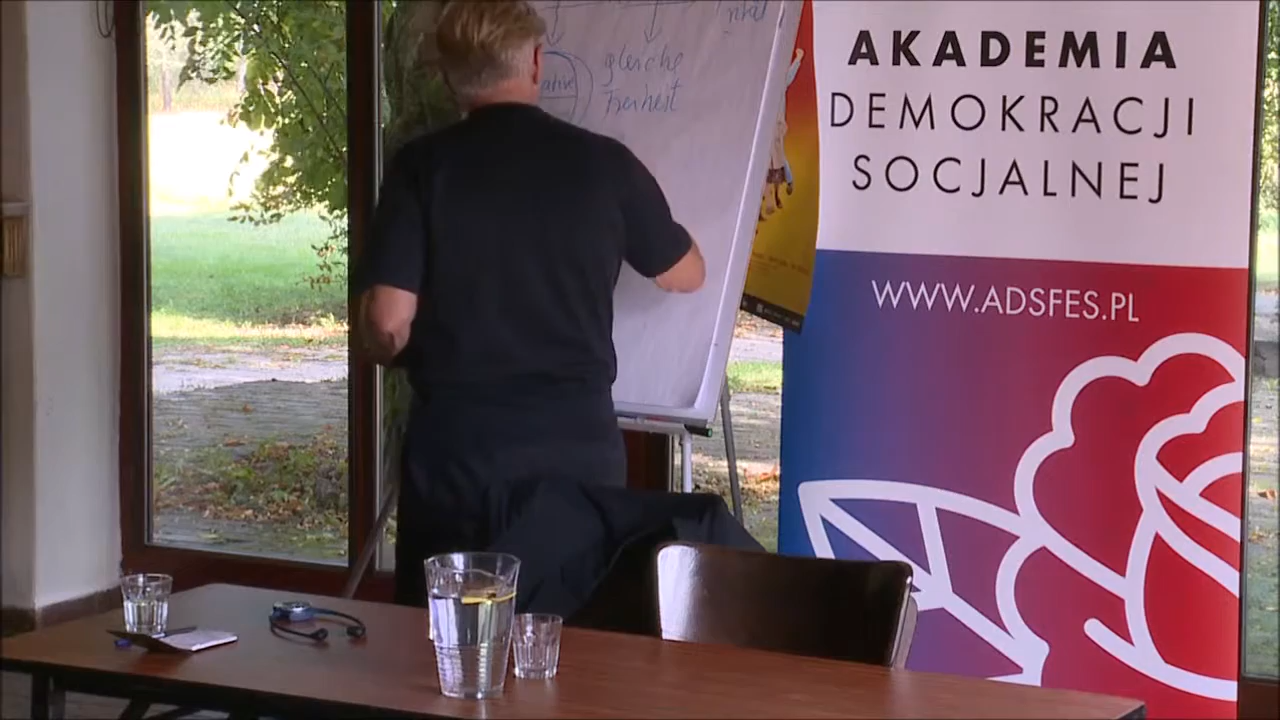 gleiche
Freiheit
AKADEMIA
DEMOKRACJI
SOCJALNEJ
WWW.ADSFES.PL